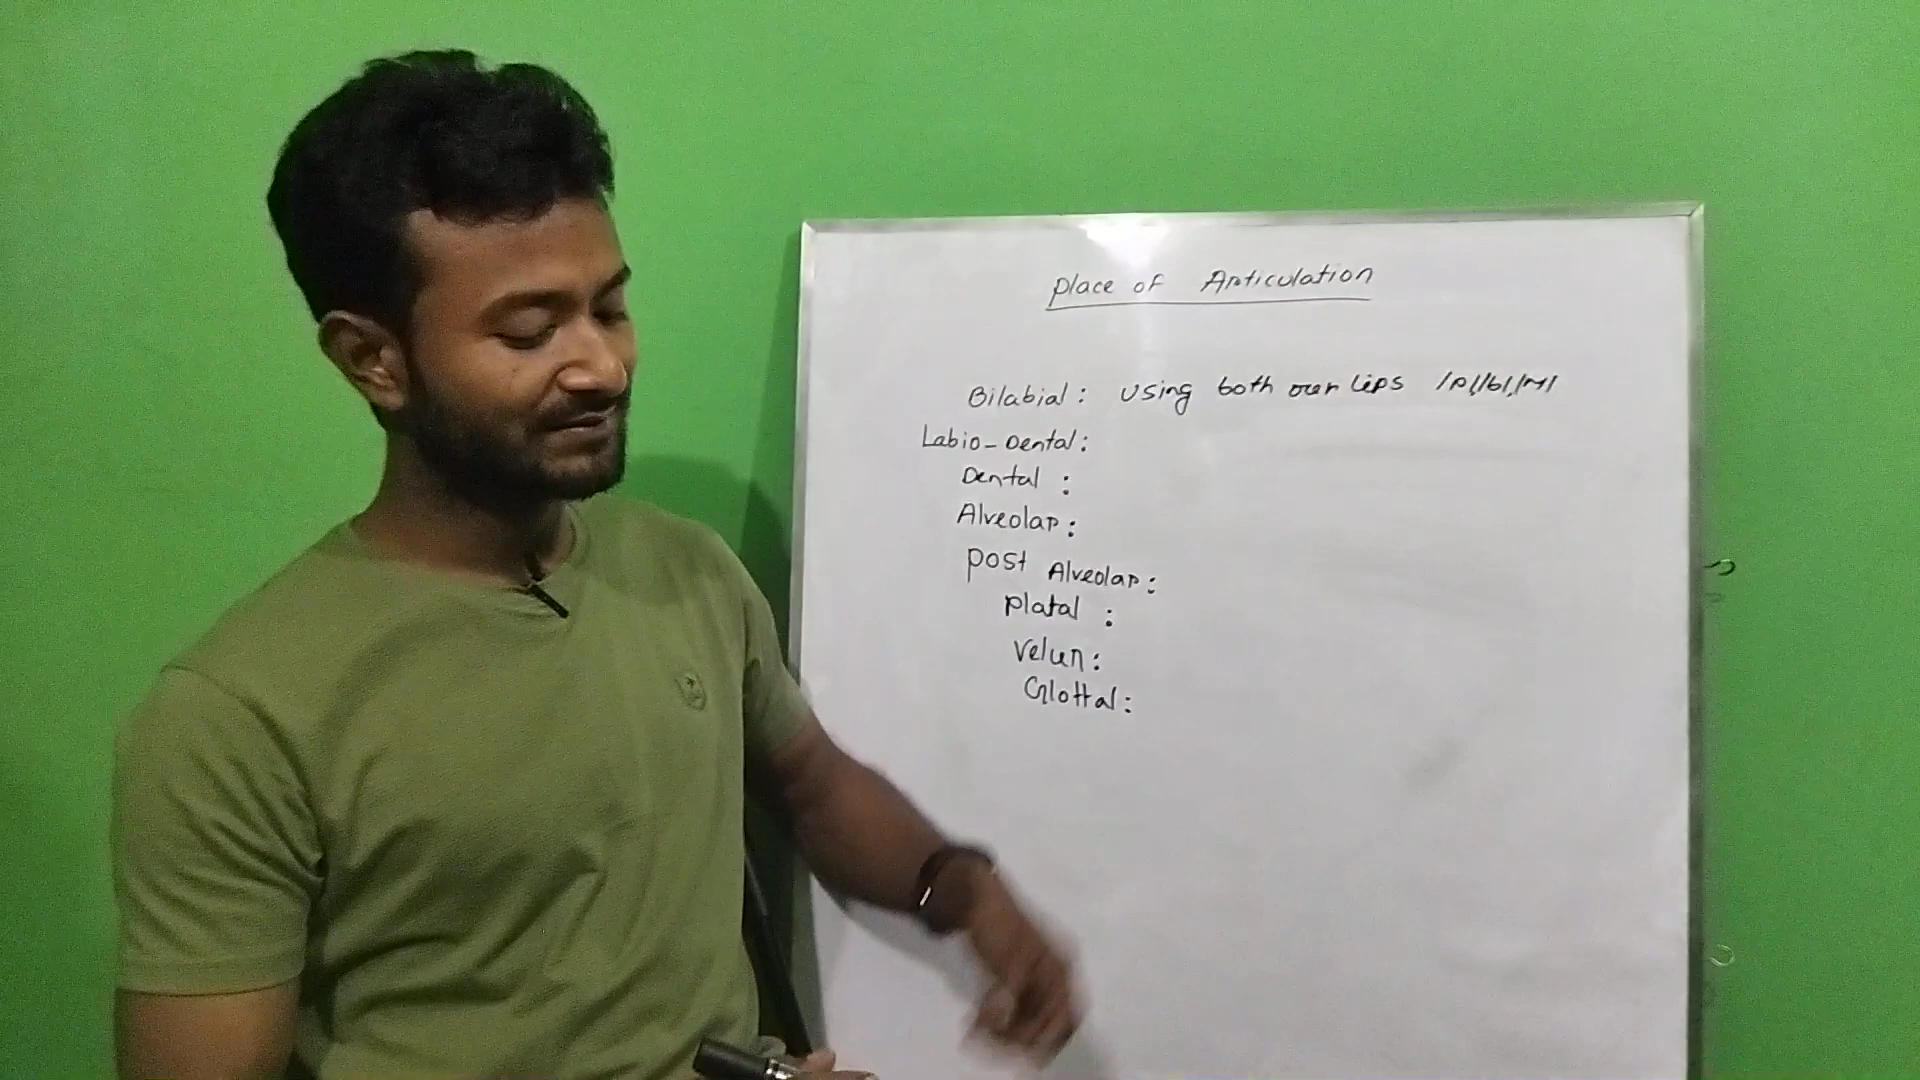 Place of Articulation
Bilabial: Using both our Lips /p/,/b/,/m/
Labio-Dental:
Dental :
Alveolar:
post Alveolar:
platal :
velun:
Glottal: